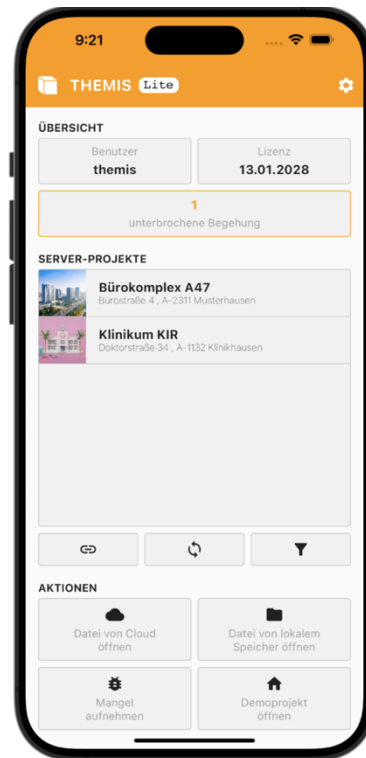 9:21
THEMIS Lite
ÜBERSICHT
Benutzer
themis
Lizenz
13.01.2028
1
unterbrochene Begehung
SERVER-PROJEKTE
Bürokomplex A47
Bürostraße 4 , A-2311 Musterhausen
Klinikum KIR
Doktorstraße 34 , A-1132 Klinikhausen
AKTIONEN
Datei von Cloud
öffnen
Datei von lokalem
Speicher öffnen
Mangel
aufnehmen
Demoprojekt
öffnen